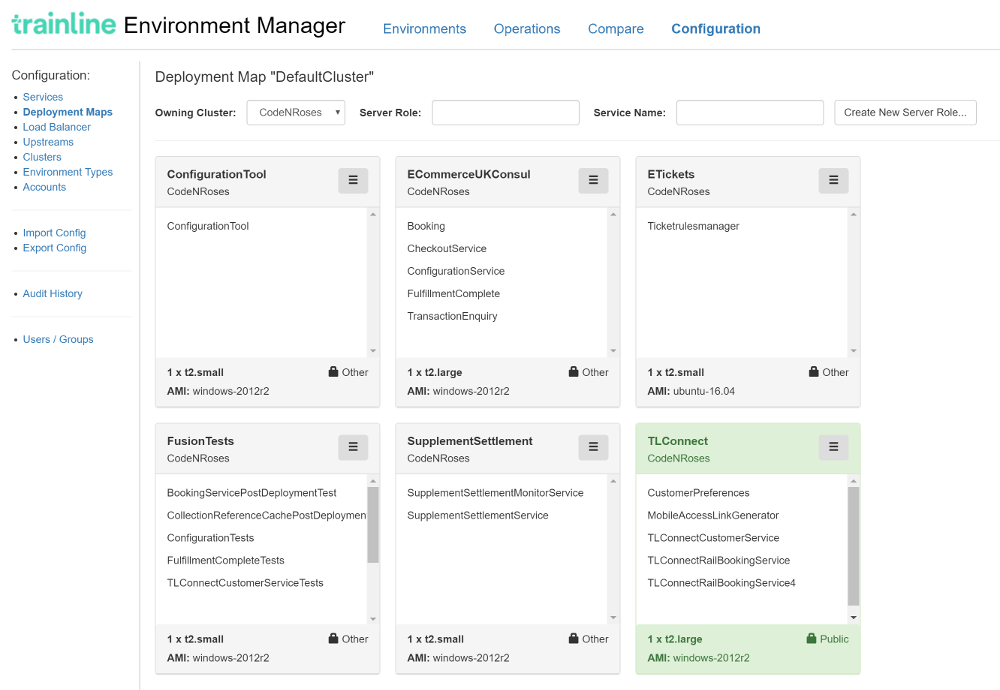 trainline Environment Manager
Environments Operations Compare Configuration
Configuration:
Services
Deployment Maps
Load Balancer
Upstreams
Clusters
Environment Types
Accounts
Import Config
Export Config
Audit History
Users / Groups
Deployment Map "DefaultCluster"
Owning Cluster: CodeNRoses Server Role: Service Name: Create New Server Role...
ConfigurationTool
CodeNRoses
ConfigurationTool
1 x t2.small Other
AMI: windows-2012r2
ECommerceUKConsul
CodeNRoses
Booking
CheckoutService
ConfigurationService
FulfillmentComplete
TransactionEnquiry
1 x t2.large Other
AMI: windows-2012r2
ETickets
CodeNRoses
Ticketrulesmanager
1 x t2.small Other
AMI: ubuntu-16.04
FusionTests
CodeNRoses
BookingServicePostDeploymentTest
CollectionReferenceCachePostDeploymen
ConfigurationTests
FulfillmentCompleteTests
TLConnectCustomerServiceTests
1 x t2.small Other
AMI: windows-2012r2
SupplementSettlement
CodeNRoses
SupplementSettlementMonitorService
SupplementSettlementService
1 x t2.small Other
AMI: windows-2012r2
TLConnect
CodeNRoses
CustomerPreferences
MobileAccessLinkGenerator
TLConnectCustomerService
TLConnectRailBookingService
TLConnectRailBookingService4
1 x t2.large Public
AMI: windows-2012r2